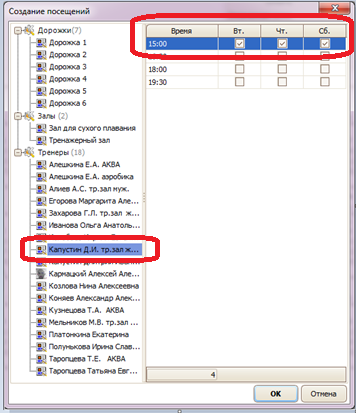 Создание посещений
Дорожки(7)
Дорожка 1
Дорожка 2
Дорожка 3
Дорожка 4
Дорожка 5
Дорожка 6
Залы (2)
Зал для сухого плавания
Тренажерный зал
Тренеры (18)
Алешкина Е.А. АКВА
Алешкина Е.А. аэробика
Алиев А.С. тр.зал муж.
Егорова Маргарита Але...
Захарова Г.Л. тр.зал ж...
Иванова Ольга Анатоль...
Капустин Д.И. тр.зал ж...
Кармацкий Алексей Але...
Козлова Нина Алексеевна
Коняев Александр Алек...
Кузнецова Т.А. АКВА
Мельников М.В. тр.зал ...
Платонкина Екатерина
Полунькова Ирина Слав...
Таропцева Т.Е. АКВА
Таропцева Татьяна Евг...
Время Вт. Чт. Сб.
15:00
18:00
19:30
4
ОК Отмена